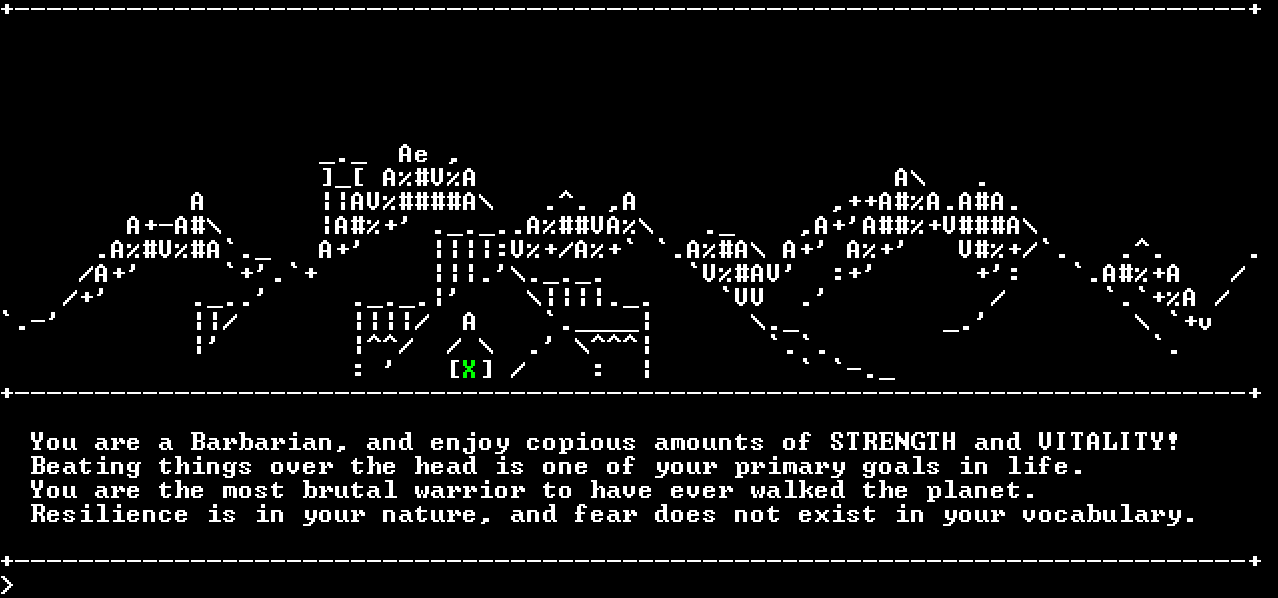 You are a Barbarian, and enjoy copious amounts of STRENGTH and VITALITY!
Beating things over the head is one of your primary goals in life.
You are the most brutal warrior to have ever walked the planet.
Resilience is in your nature, and fear does not exist in your vocabulary.
>